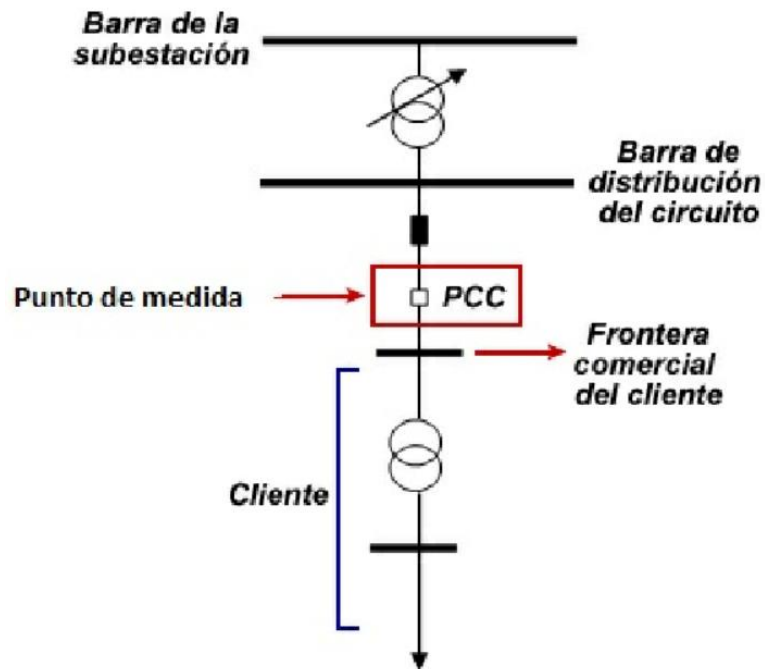 Barra de la
subestación
Barra de
distribución
del circuito
Punto de medida
PCC
Frontera
comercial
del cliente
Cliente